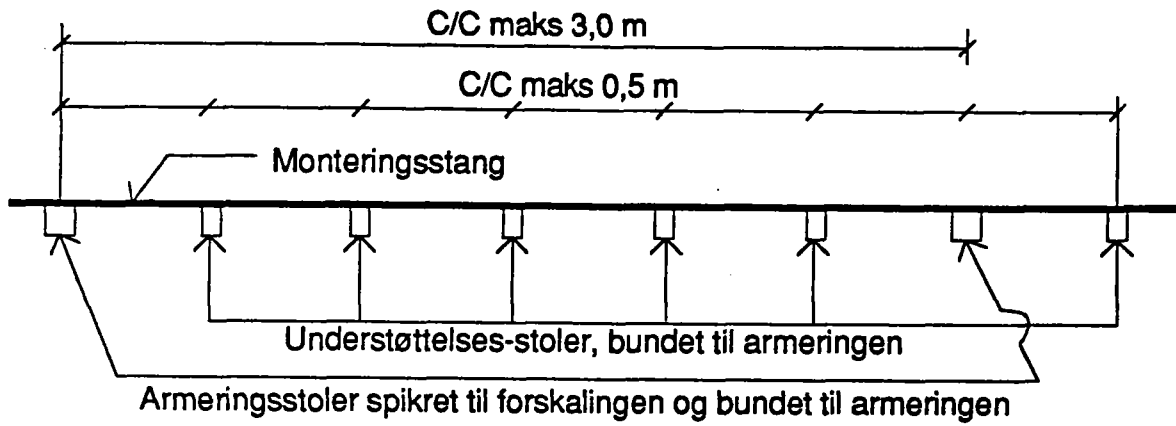 C/C maks 3,0 m
C/C maks 0,5 m
Monteringsstang
Understøttelses-stoler, bundet til armeringen
Armeringsstoler spikret til forskalingen og bundet til armeringen